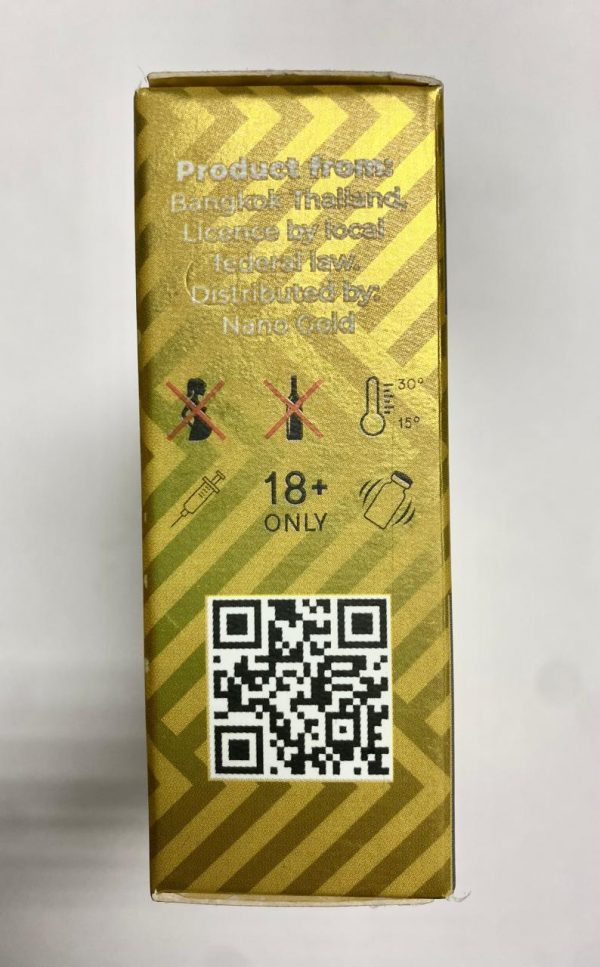 Product from:
Bangkok Thailand,
Licence by local
federal law.
Distributed by:
Nano Gold
30°
15°
18+
ONLY